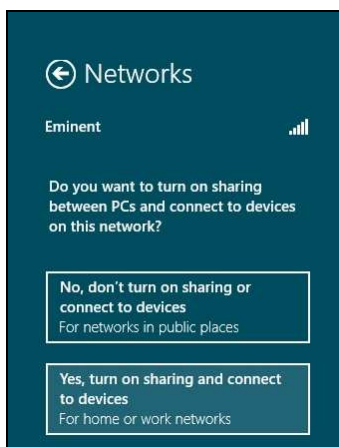 Networks
Eminent
Do you want to turn on sharing
between PCs and connect to devices
on this network?
No, don't turn on sharing or
connect to devices
For networks in public places
Yes, turn on sharing and connect
to devices
For home or work networks